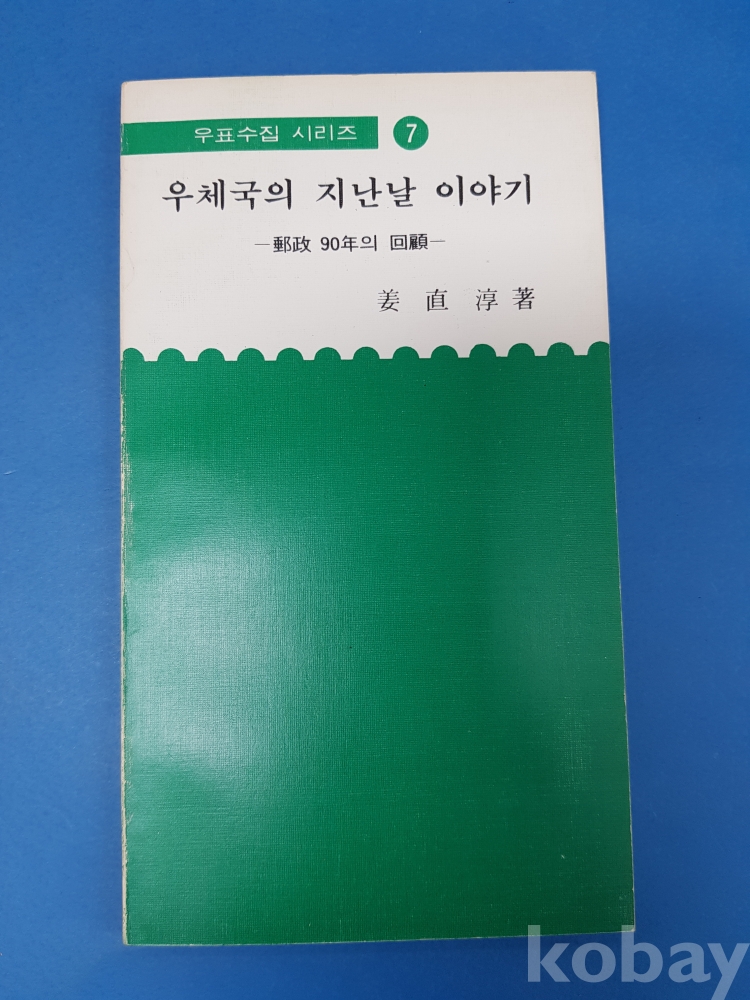 우표수집 시리즈 7
우체국의 지난날 이야기
—郵政 90年의 回顧—
姜直淳著
kobay